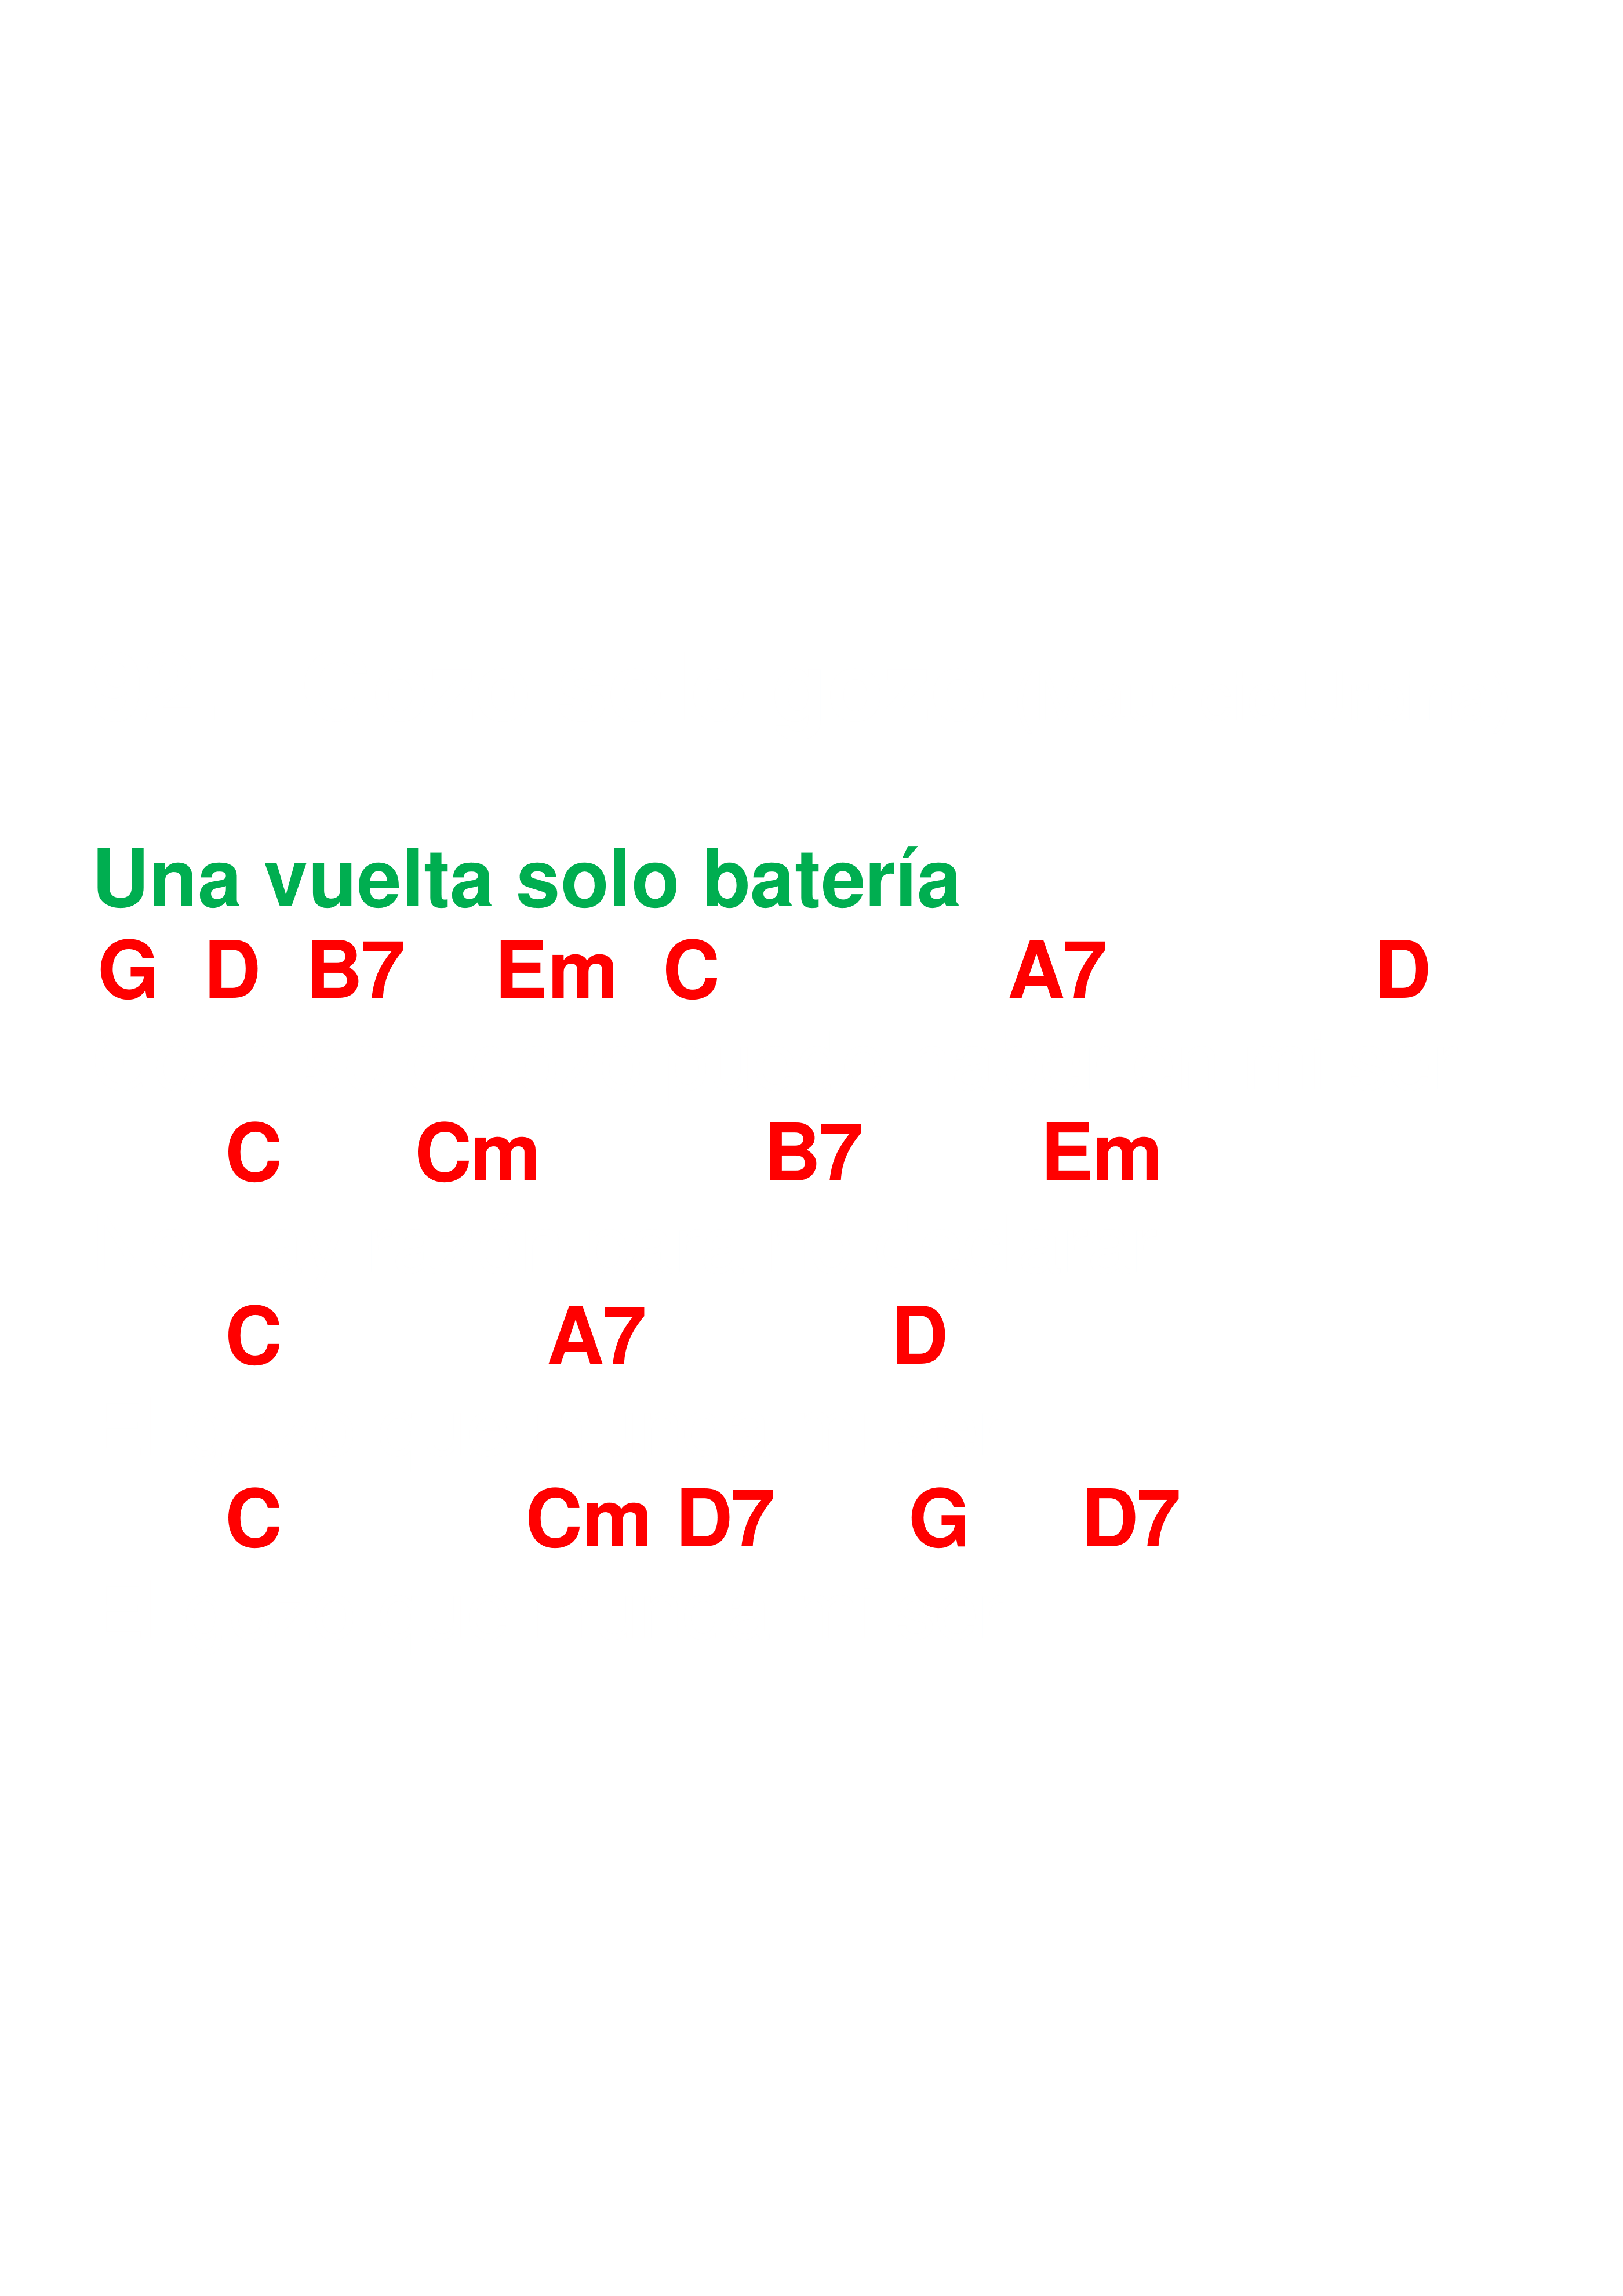 Una vuelta solo batería
G D B7 Em C A7 D
C Cm B7 Em
C A7 D
C Cm D7 G D7